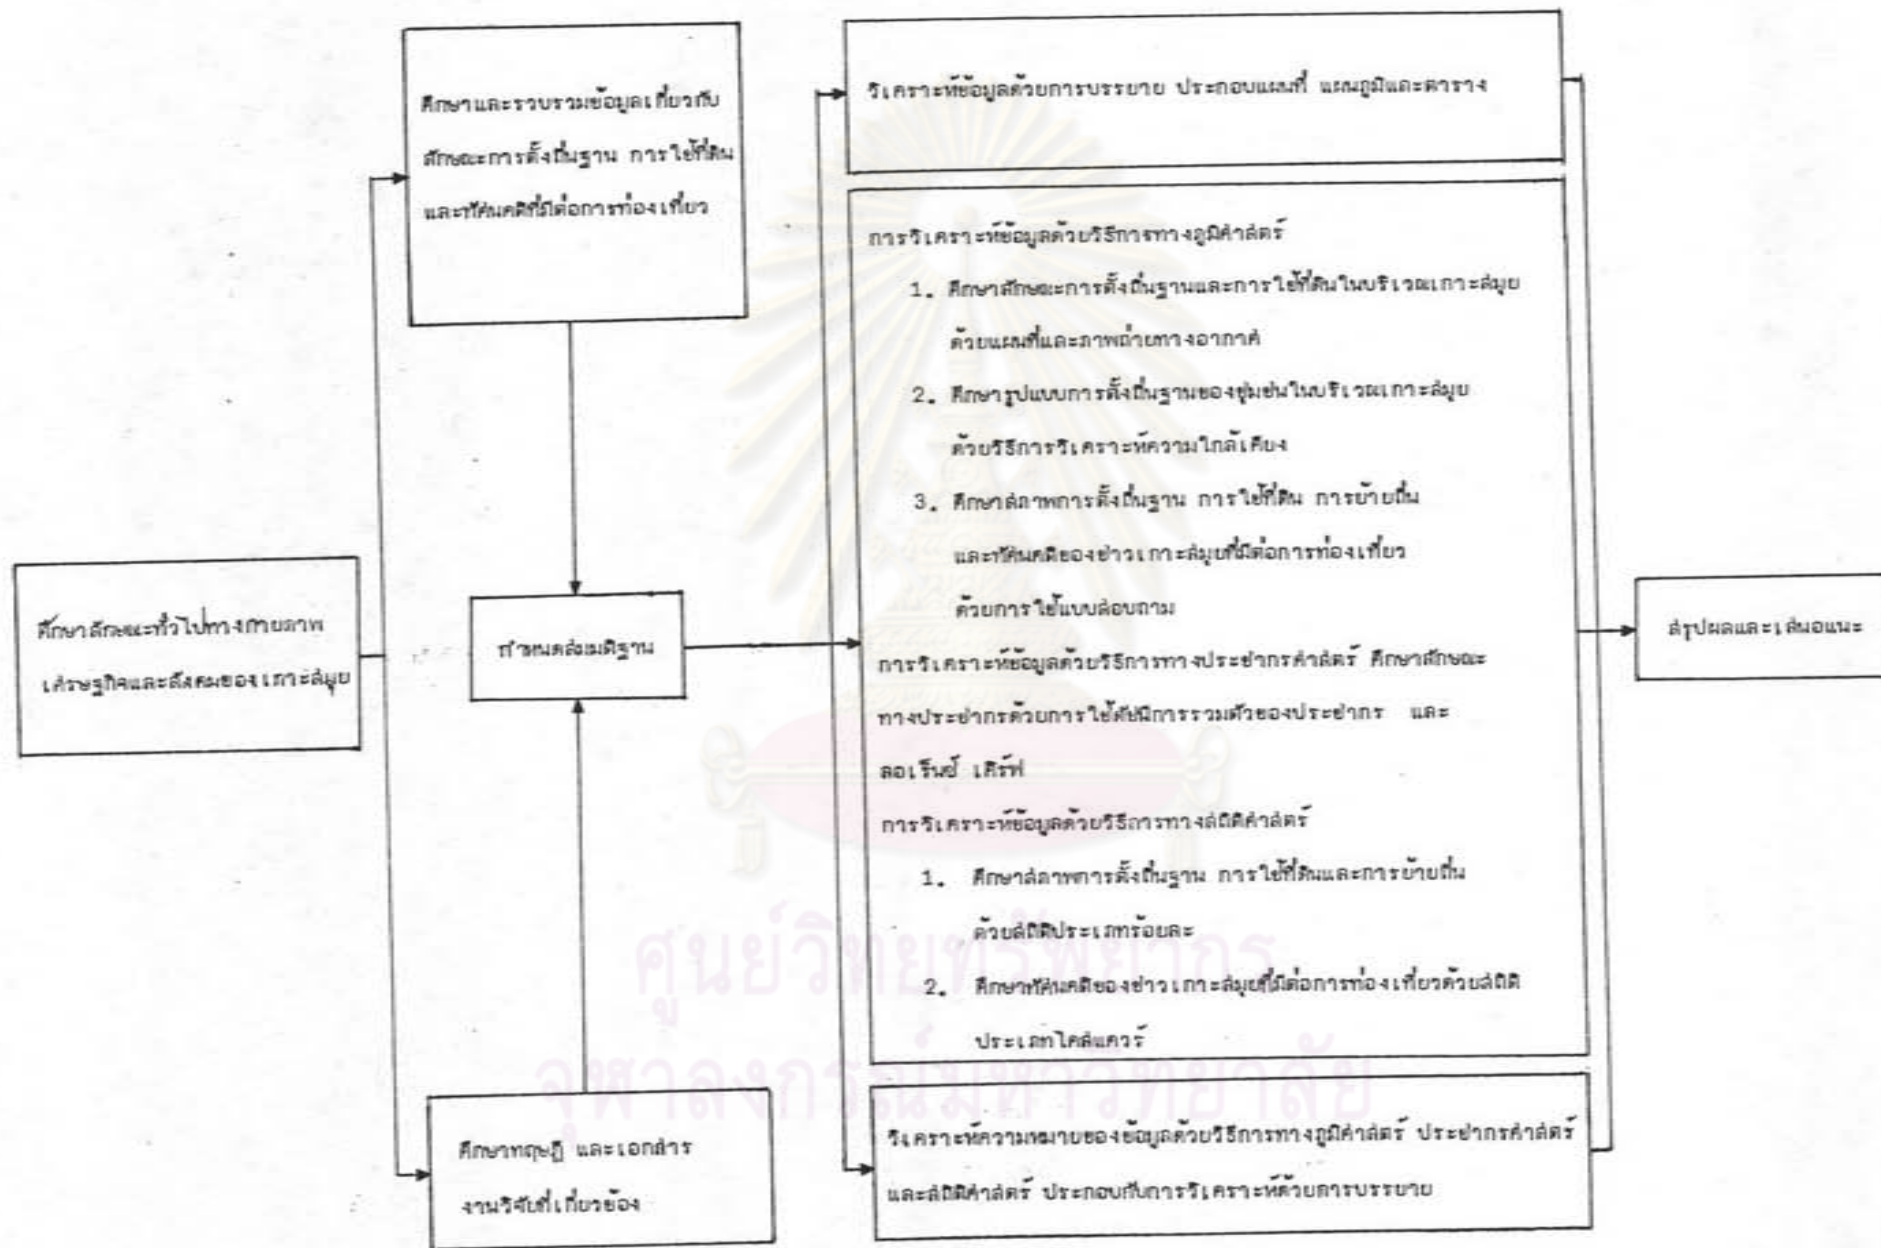 ศึกษาลักษณะทั่วไปทางกายภาพ
เศรษฐกิจและสังคมของเกาะสมุย
ศึกษาและรวบรวมข้อมูลเกี่ยวกับ
ลักษณะการตั้งถิ่นฐาน การใช้ที่ดิน
และทัศนคติที่มีต่อการท่องเที่ยว
กำหนดสมมติฐาน
ศึกษาทฤษฎี และเอกสาร
งานวิจัยที่เกี่ยวข้อง
วิเคราะห์ข้อมูลด้วยการบรรยาย ประกอบแผนที่ แผนภูมิและตาราง
การวิเคราะห์ข้อมูลด้วยวิธีการทางภูมิศาสตร์
1. ศึกษาลักษณะการตั้งถิ่นฐานและการใช้ที่ดินในบริเวณเกาะสมุย
ด้วยแผนที่และภาพถ่ายทางอากาศ
2. ศึกษารูปแบบการตั้งถิ่นฐานของชุมชนในบริเวณเกาะสมุย
ด้วยวิธีการวิเคราะห์ความใกล้เคียง
3. ศึกษาสภาพการตั้งถิ่นฐาน การใช้ที่ดิน การย้ายถิ่น
และทัศนคติของชาวเกาะสมุยที่มีต่อการท่องเที่ยว
ด้วยการใช้แบบสอบถาม
การวิเคราะห์ข้อมูลด้วยวิธีการทางประชากรศาสตร์ ศึกษาลักษณะ
ทางประชากรด้วยการใช้ดัชนีการรวมตัวของประชากร และ
ลอเร็นซ์ เคิร์ฟ
การวิเคราะห์ข้อมูลด้วยวิธีการทางสถิติศาสตร์
1. ศึกษาสภาพการตั้งถิ่นฐาน การใช้ที่ดินและการย้ายถิ่น
ด้วยสถิติประเภทร้อยละ
2. ศึกษาทัศนคติของชาวเกาะสมุยที่มีต่อการท่องเที่ยวด้วยสถิติ
ประเภทไคสแควร์
วิเคราะห์ความหมายของข้อมูลด้วยวิธีการทางภูมิศาสตร์ ประชากรศาสตร์
และสถิติศาสตร์ ประกอบกับการวิเคราะห์ด้วยการบรรยาย
สรุปผลและเสนอแนะ
ศูนย์วิทยทรัพยากร
จุฬาลงกรณ์มหาวิทยาลัย